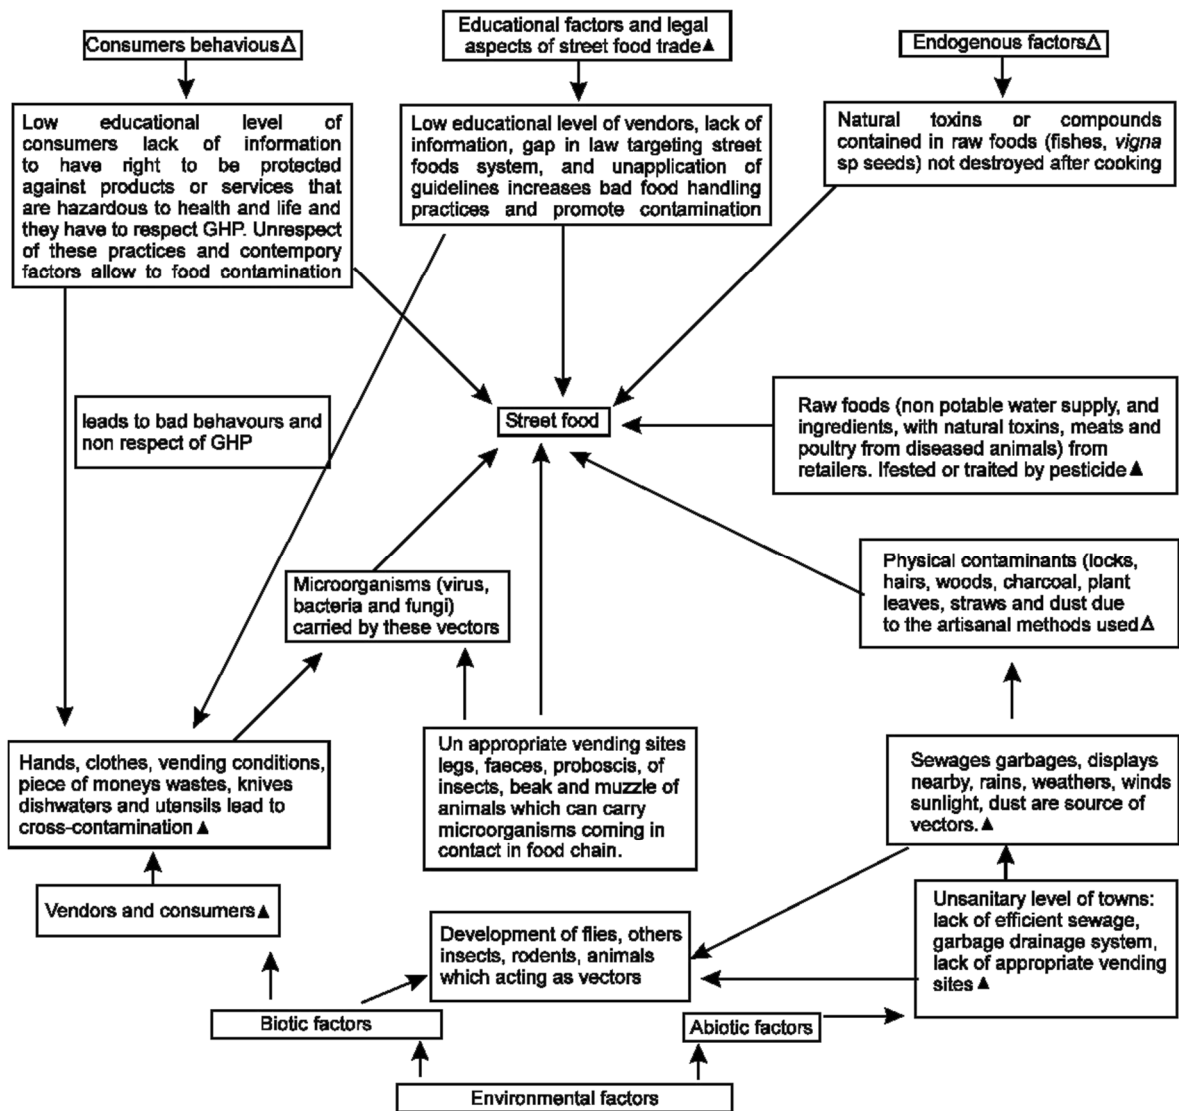 Consumers behavious△
Educational factors and legal
aspects of street food trade▲
Endogenous factors△
Low educational level of
consumers lack of information
to have right to be protected
against products or services that
are hazardous to health and life and
they have to respect GHP. Unrespect
of these practices and contempory
factors allow to food contamination
Low educational level of vendors, lack of
information, gap in law targeting street
foods system, and unapplication of
guidelines increases bad food handling
practices and promote contamination
Natural toxins or compounds
contained in raw foods (fishes, vigna
sp seeds) not destroyed after cooking
leads to bad behavours and
non respect of GHP
Street food
Raw foods (non potable water supply, and
ingredients, with natural toxins, meats and
poultry from diseased animals) from
retailers. Ifested or traited by pesticide▲
Microorganisms (virus,
bacteria and fungi)
carried by these vectors
Physical contaminants (locks,
hairs, woods, charcoal, plant
leaves, straws and dust due
to the artisanal methods used△
Hands, clothes, vending conditions,
piece of moneys wastes, knives
dishwaters and utensils lead to
cross-contamination▲
Un appropriate vending sites
legs, faeces, proboscis, of
insects, beak and muzzle of
animals which can carry
microorganisms coming in
contact in food chain.
Sewages garbages, displays
nearby, rains, weathers, winds
sunlight, dust are source of
vectors.▲
Vendors and consumers▲
Development of flies, others
insects, rodents, animals
which acting as vectors
Unsanitary level of towns:
lack of efficient sewage,
garbage drainage system,
lack of appropriate vending
sites▲
Biotic factors
Abiotic factors
Environmental factors